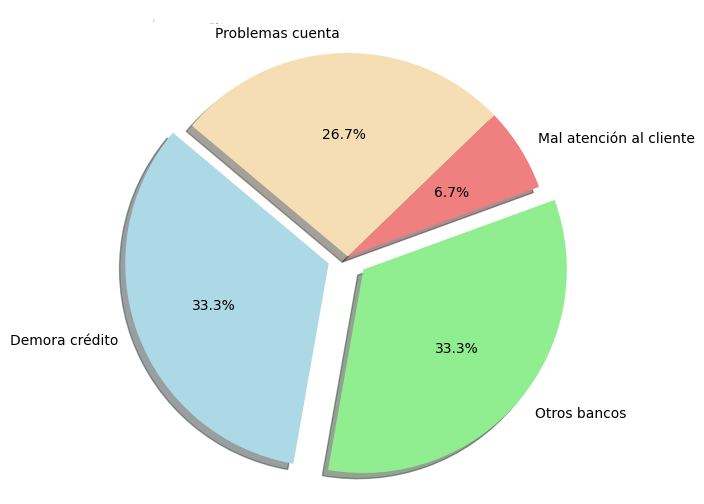 Problemas cuenta
26.7%
Mal atención al cliente
6.7%
33.3%
Demora crédito
33.3%
Otros bancos